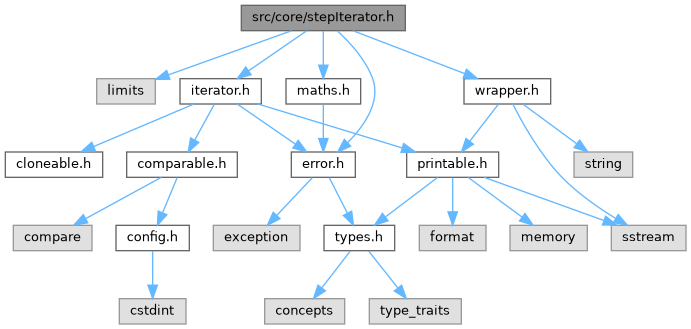 src/core/stepIterator.h
limits
iterator.h
maths.h
wrapper.h
cloneable.h
comparable.h
error.h
printable.h
string
compare
config.h
exception
types.h
format
memory
sstream
cstdint
concepts
type_traits